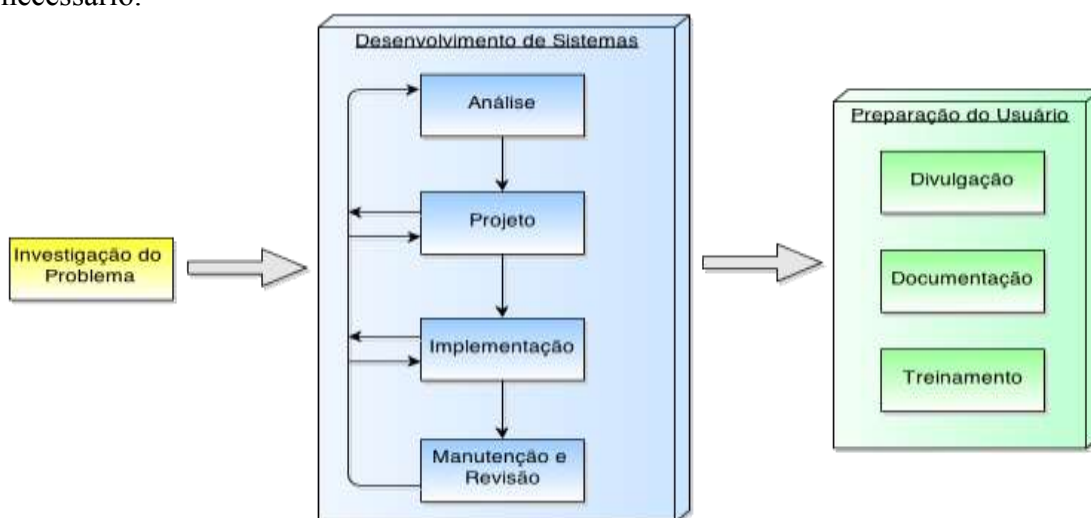 necessário.
Desenvolvimento de Sistemas
Análise
Projeto
Implementação
Manutenção e
Revisão
Investigação do
Problema
Preparação do Usuário
Divulgação
Documentação
Treinamento